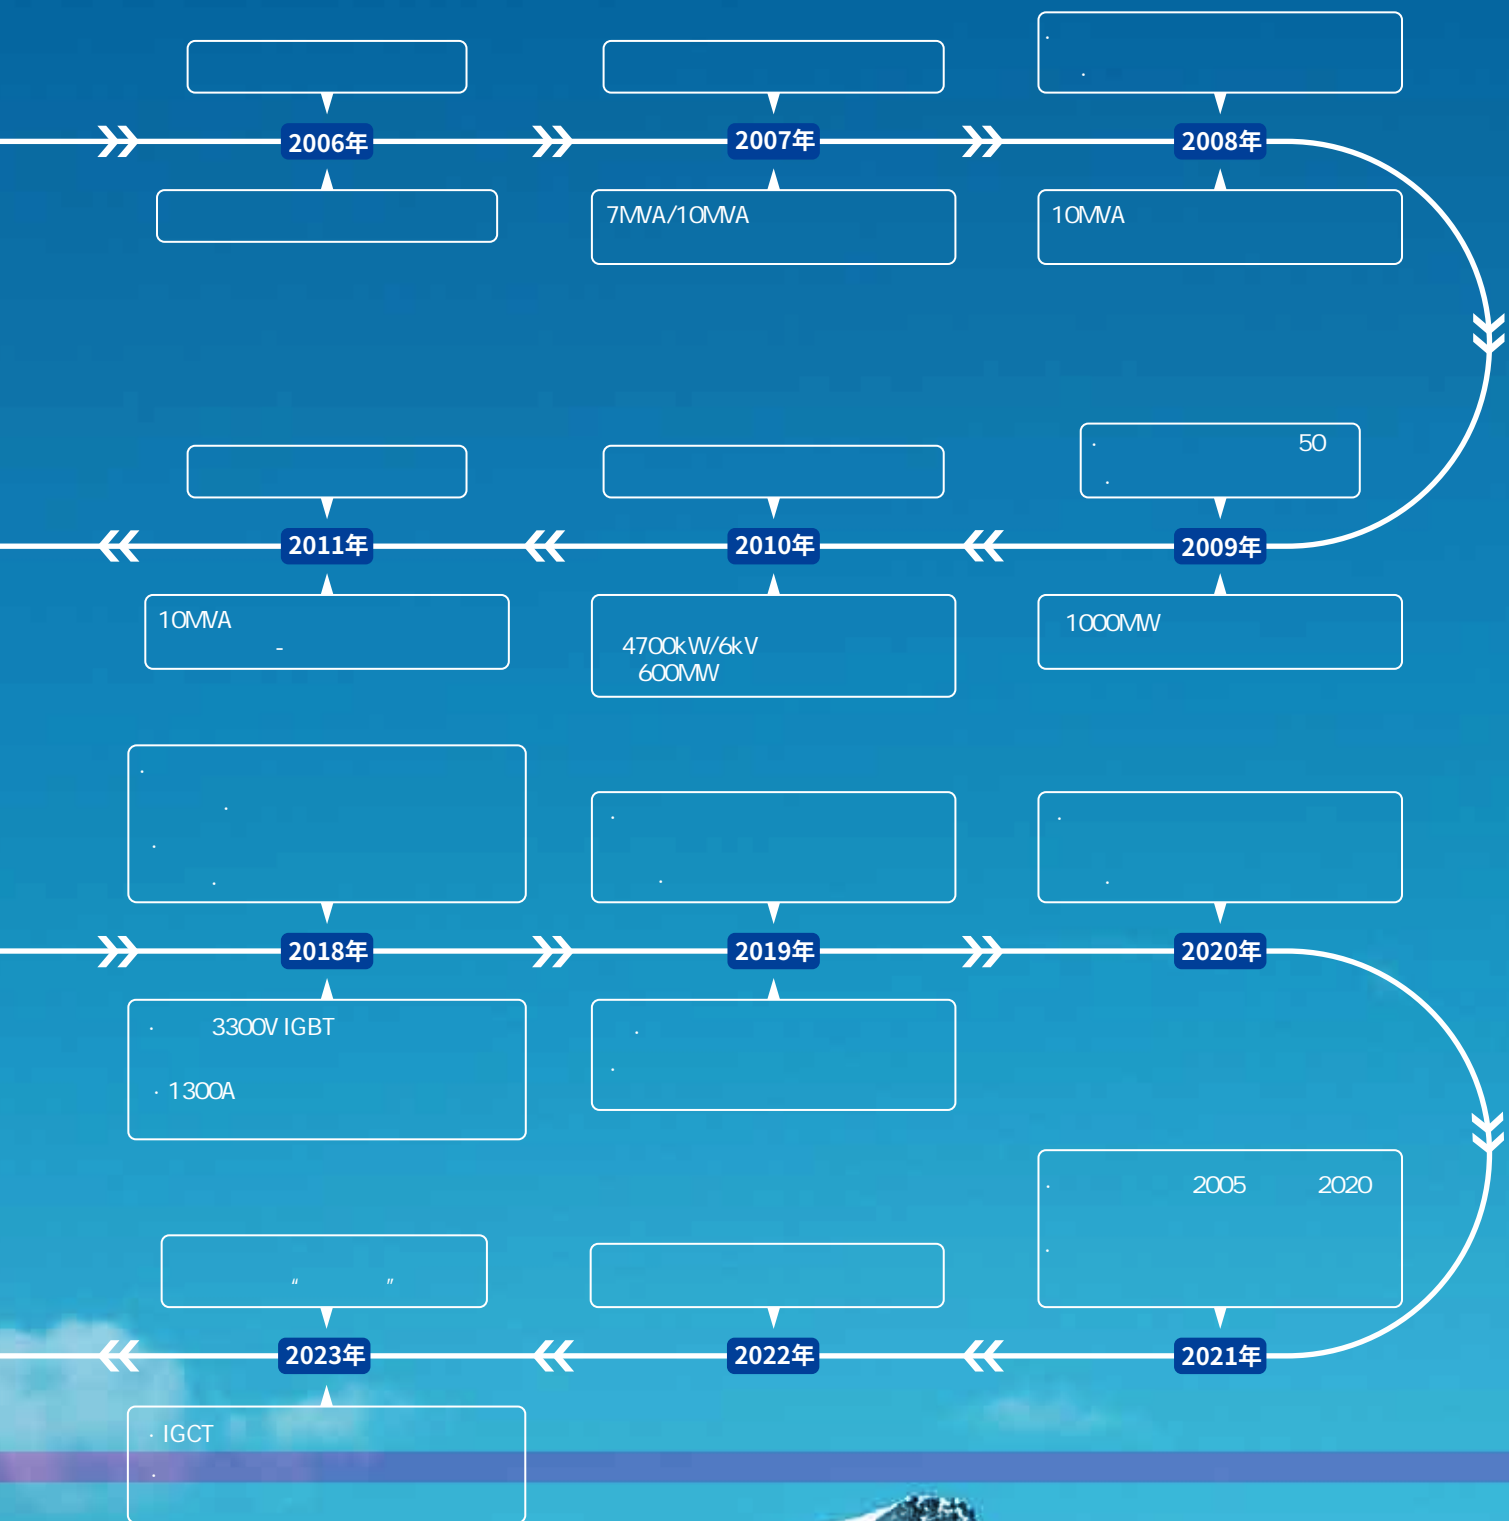 ·
·
2006年
2007年
2008年
7MVA/10MVA
10MVA
· 50
·
2011年
2010年
2009年
10MVA
-
4700kW/6kV
600MW
1000MW
·
·
·
·
·
·
·
·
2018年
2019年
2020年
· 3300V IGBT
· 1300A
·
·
· 2005 2020
·
“ ”
2023年
2022年
2021年
· IGCT
·